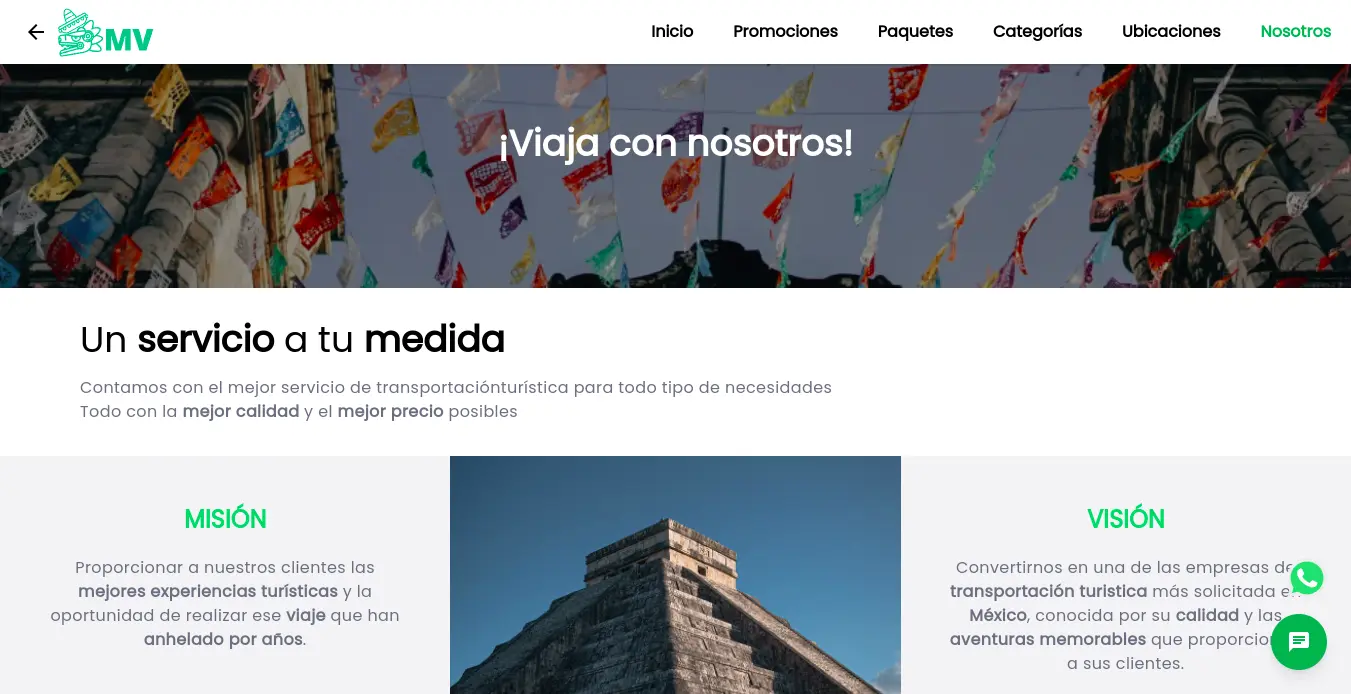 MV
Inicio
Promociones
Paquetes
Categorías
Ubicaciones
Nosotros
¡Viaja con nosotros!
Un servicio a tu medida
Contamos con el mejor servicio de transportaciónturística para todo tipo de necesidades
Todo con la mejor calidad y el mejor precio posibles
MISIÓN
Proporcionar a nuestros clientes las
mejores experiencias turísticas y la
oportunidad de realizar ese viaje que han
anhelado por años.
VISIÓN
Convertirnos en una de las empresas de
transportación turistica más solicitada en
México, conocida por su calidad y las
aventuras memorables que
a sus clientes.